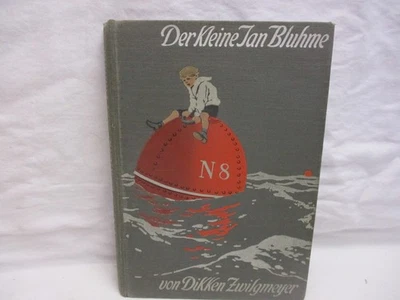 Der kleine Jan Bluhme
N8
von Dikken Zwilgmeyer